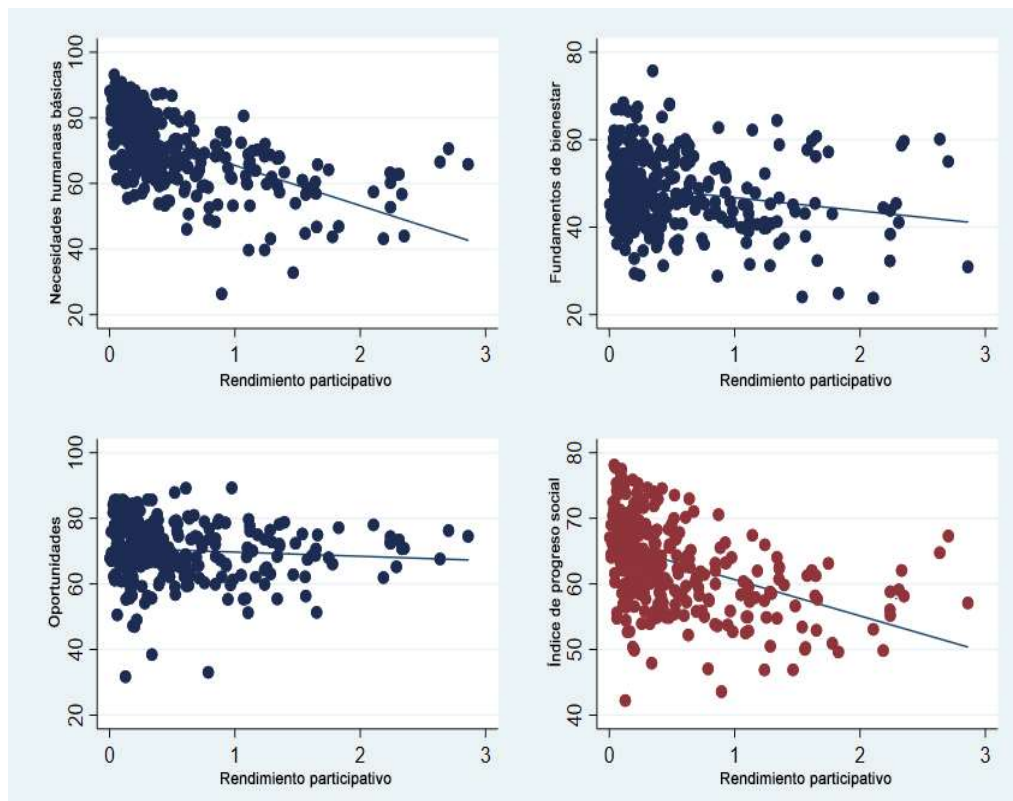 Necesidades humanaas básicas
100
80
60
40
20
0 1 2 3
Rendimiento participativo
Fundamentos de bienestar
80
60
40
20
0 1 2 3
Rendimiento participativo
Oportunidades
100
80
60
40
20
0 1 2 3
Rendimiento participativo
Índice de progreso social
80
70
60
50
40
0 1 2 3
Rendimiento participativo